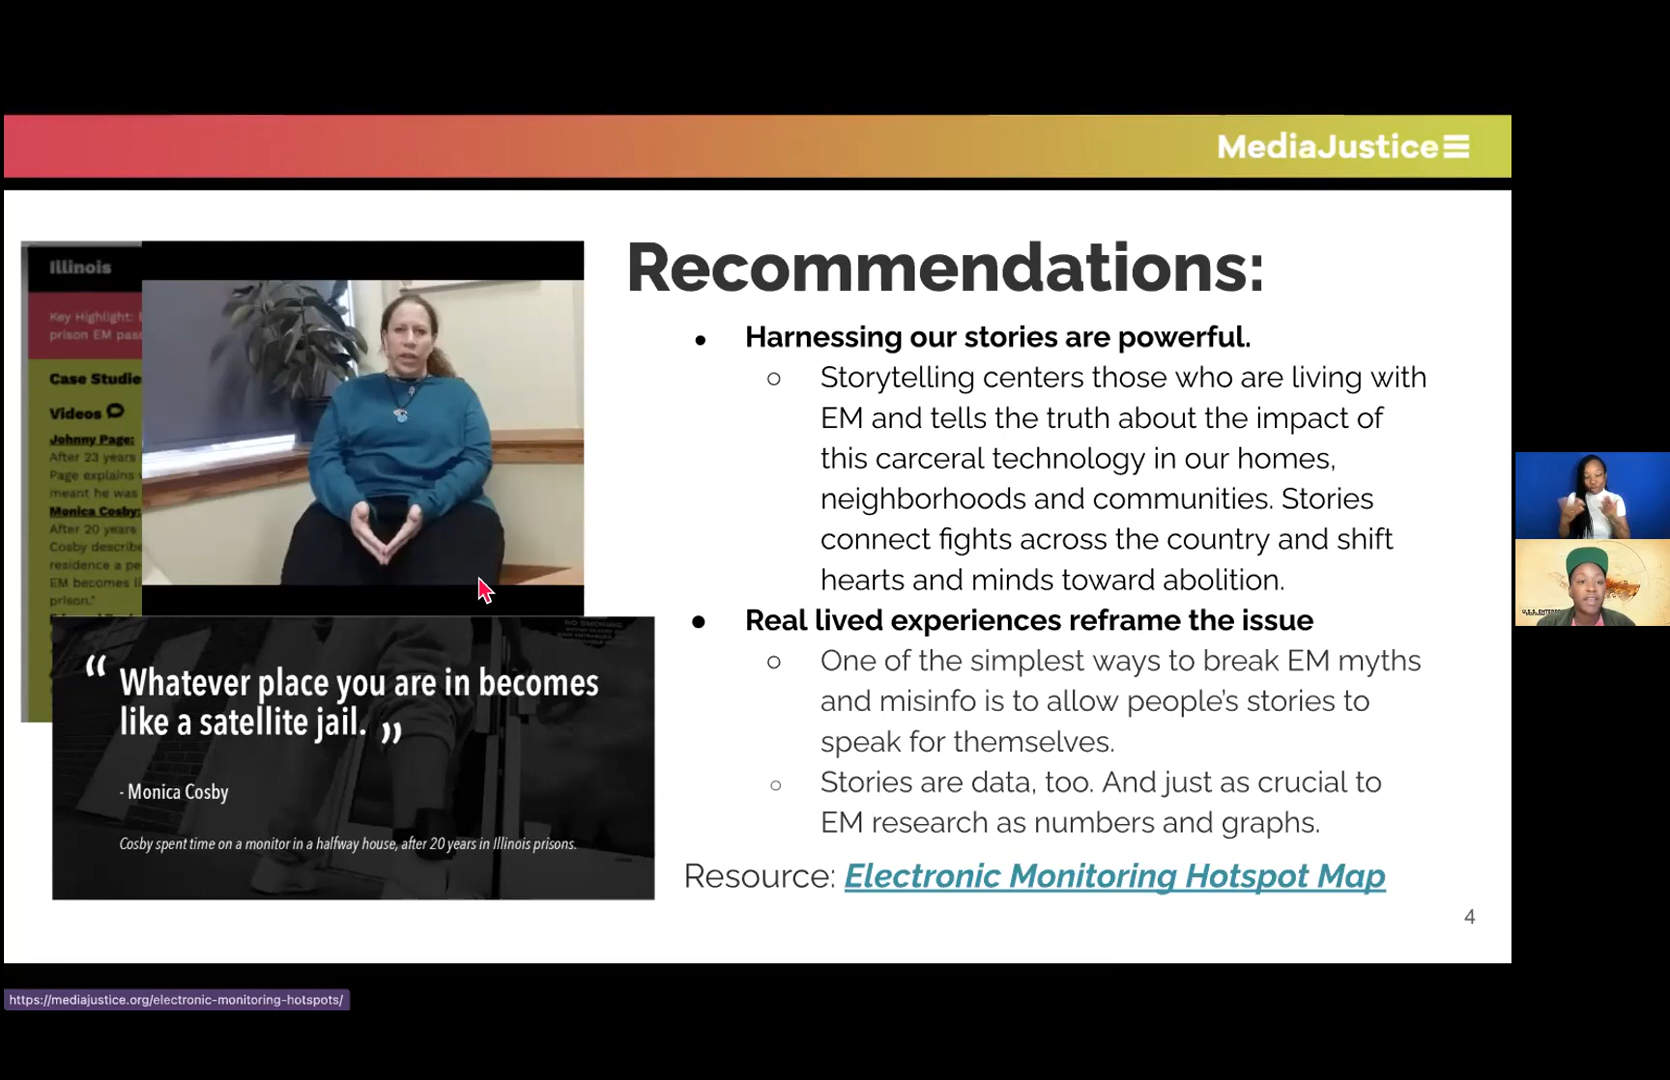 MediaJustice
Illinois
Key Highlight:
prison EM pas
Case Studie
Videos
Johnny Page:
After 23 years
Page explains
meant he was
Monica Cosby:
After 20 years
Cosby describe
residence a pe
EM becomes li
prison."
NO SMOKING
“Whatever place you are in becomes
like a satellite jail.”
- Monica Cosby
Cosby spent time on a monitor in a halfway house, after 20 years in Illinois prisons.
Recommendations:
● Harnessing our stories are powerful.
○ Storytelling centers those who are living with
EM and tells the truth about the impact of
this carceral technology in our homes,
neighborhoods and communities. Stories
connect fights across the country and shift
hearts and minds toward abolition.
● Real lived experiences reframe the issue
○ One of the simplest ways to break EM myths
and misinfo is to allow people's stories to
speak for themselves.
○ Stories are data, too. And just as crucial to
EM research as numbers and graphs.
Resource: Electronic Monitoring Hotspot Map
4
https://mediajustice.org/electronic-monitoring-hotspots/